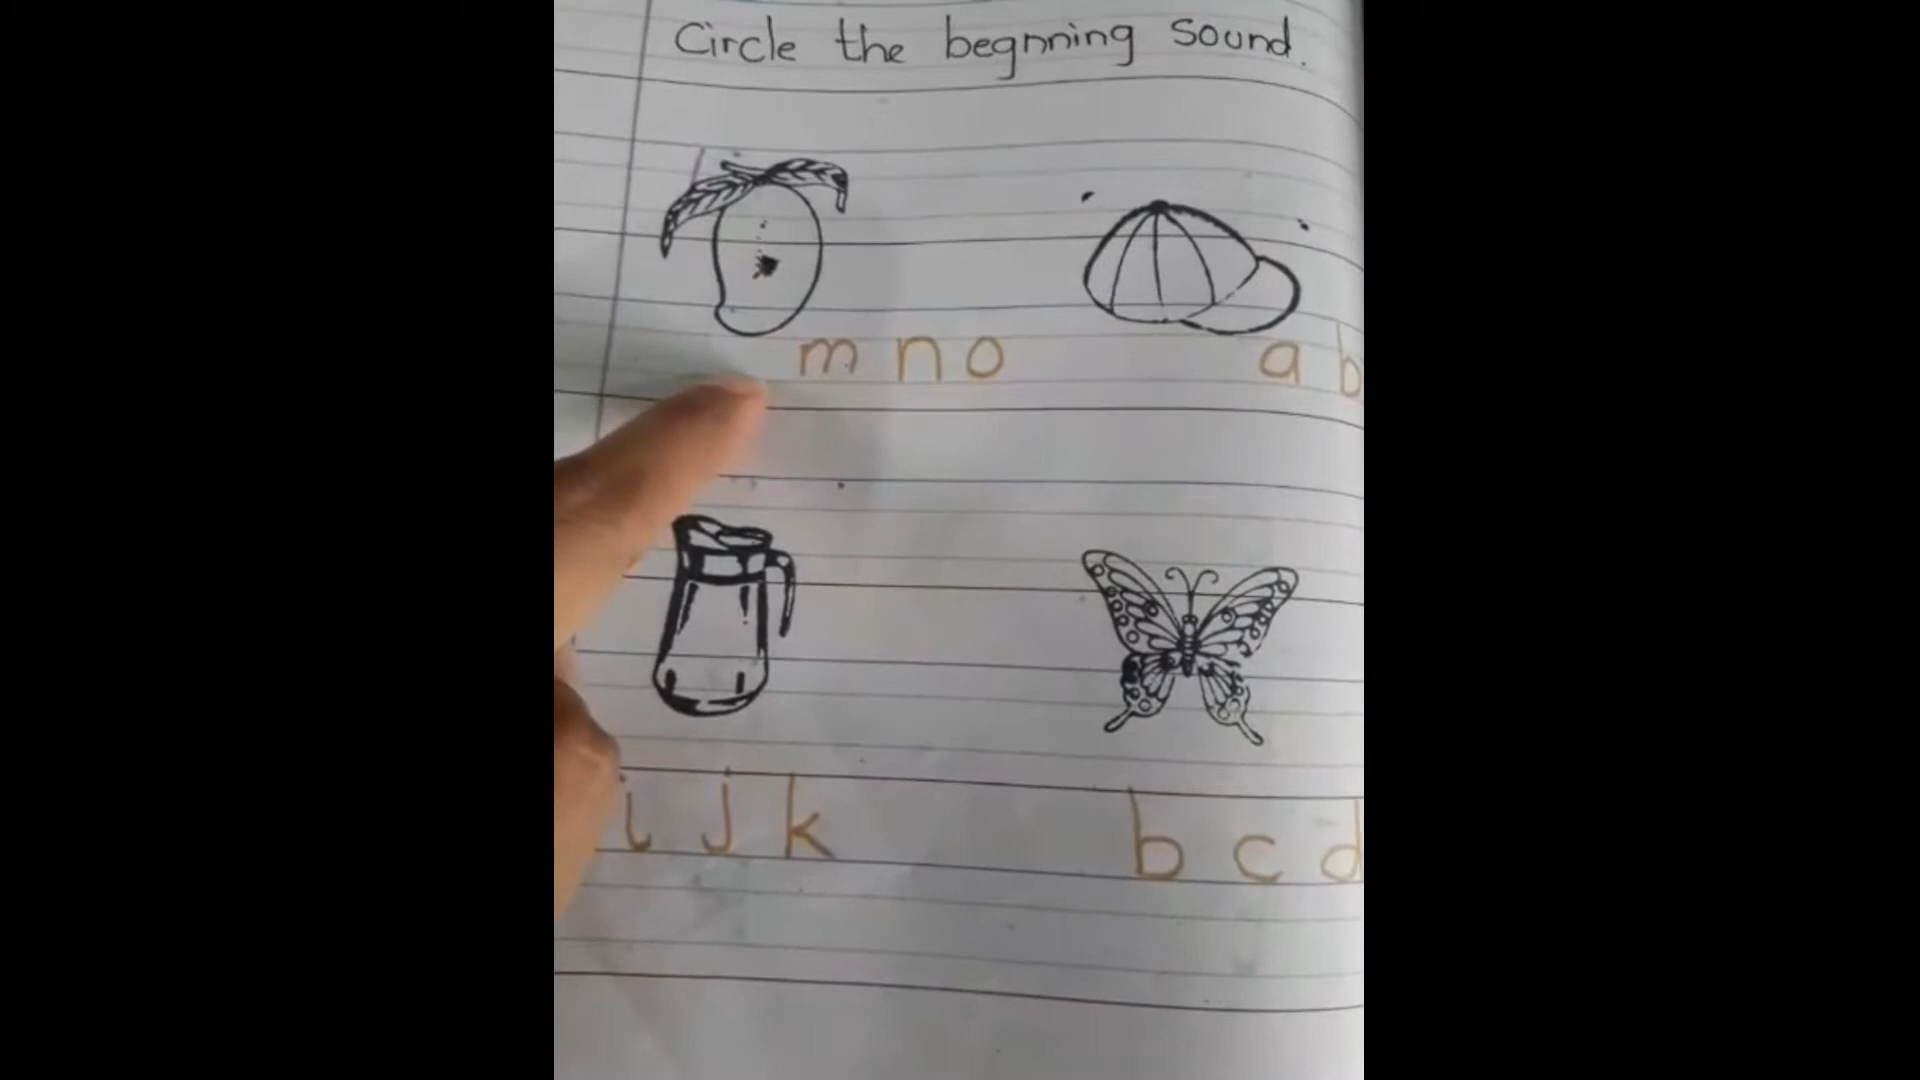 Circle the begnning Sound.
m n o
a b
i j k
b c d